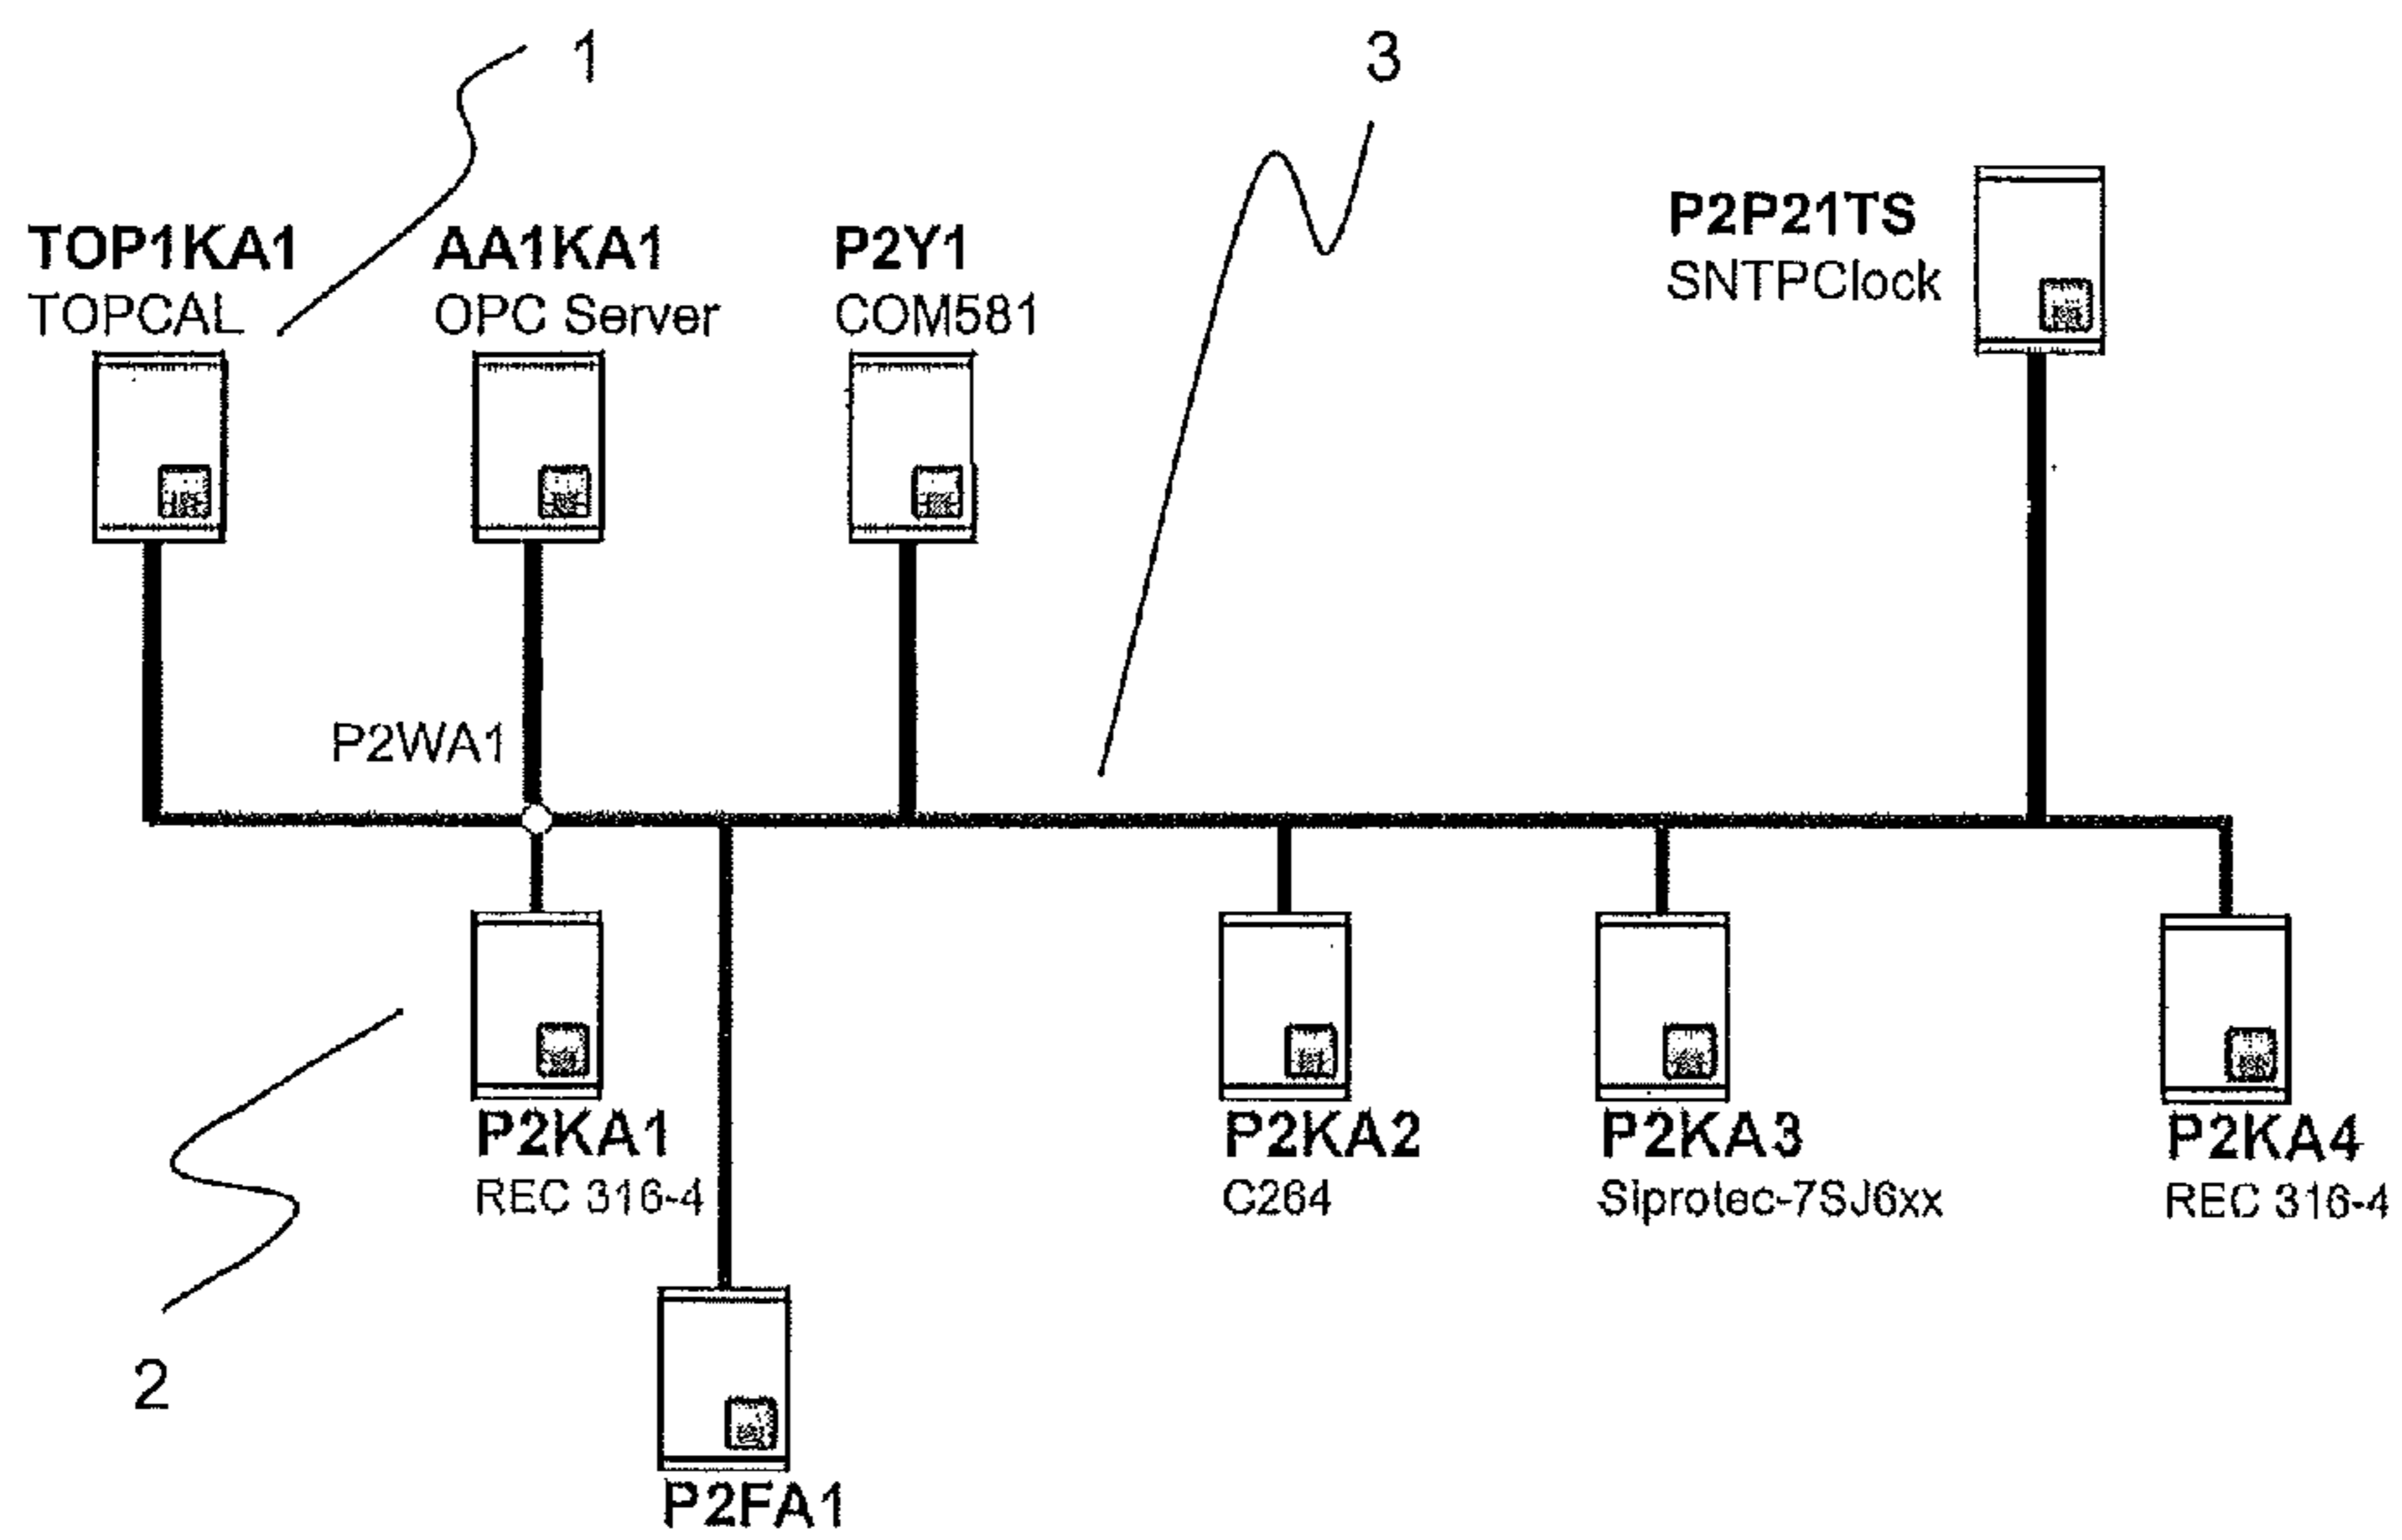 1
3
TOP1KA1
TOPCAL
AA1KA1
OPC Server
P2Y1
COM581
P2P21TS
SNTPClock
P2WA1
P2KA1
REC 316-4
P2KA2
C264
P2KA3
Siprotec-7SJ6xx
P2KA4
REC 316-4
2
P2FA1